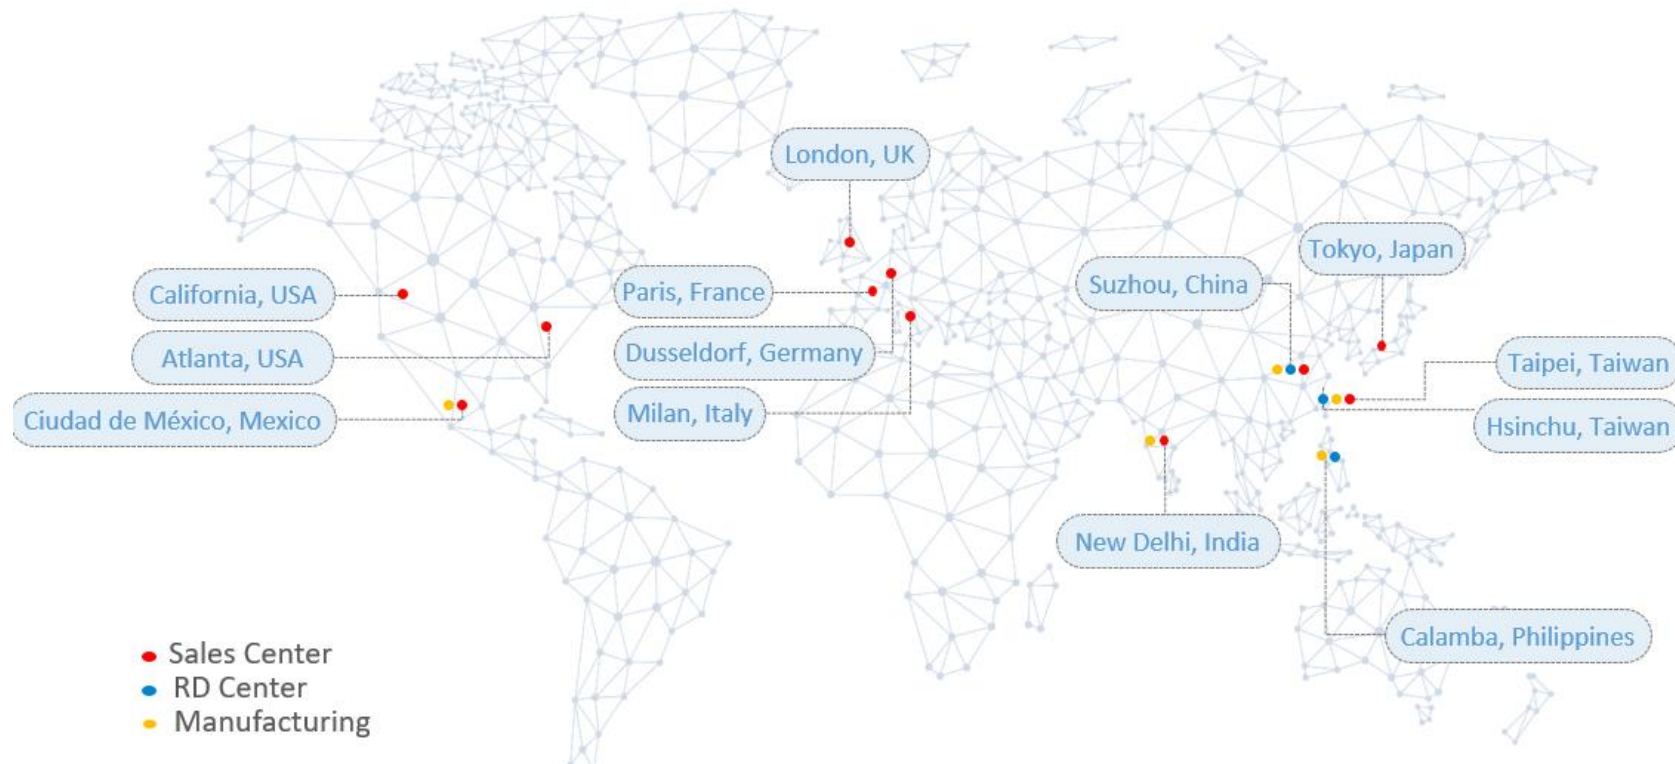 London, UK
Tokyo, Japan
Suzhou, China
California, USA
Paris, France
Atlanta, USA
Dusseldorf, Germany
Taipei, Taiwan
Ciudad de México, Mexico
Milan, Italy
Hsinchu, Taiwan
New Delhi, India
Calamba, Philippines
Sales Center
RD Center
Manufacturing